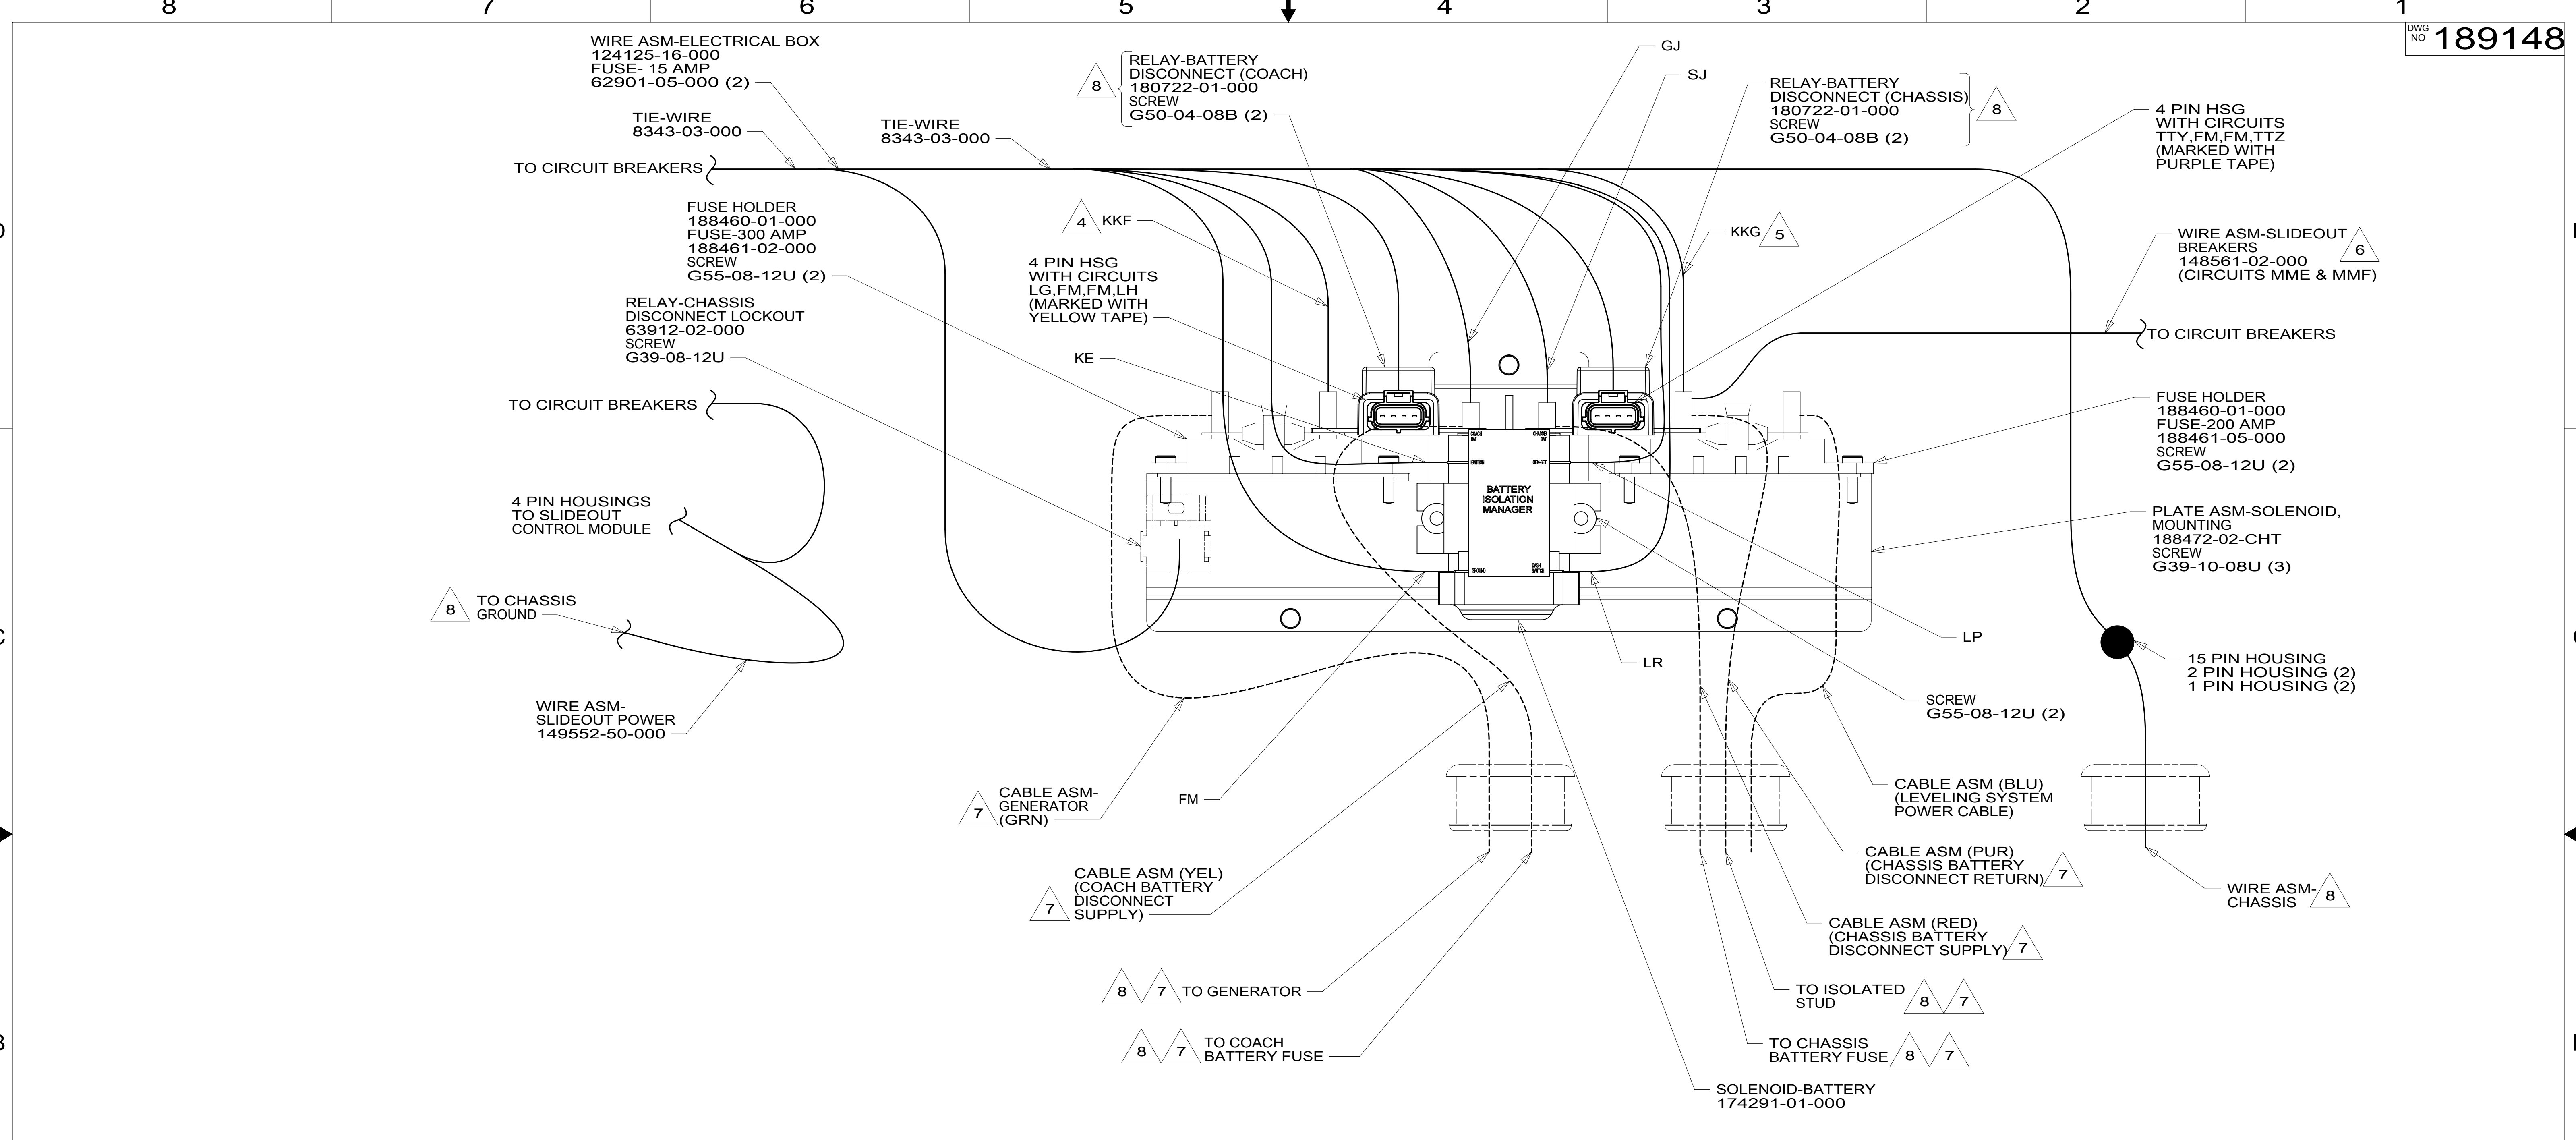 8 7 6 5 4 3 2 1
DWG NO 189148
WIRE ASM-ELECTRICAL BOX
124125-16-000
FUSE- 15 AMP
62901-05-000 (2)
TIE-WIRE
8343-03-000
TIE-WIRE
8343-03-000
TO CIRCUIT BREAKERS
8
RELAY-BATTERY
DISCONNECT (COACH)
180722-01-000
SCREW
G50-04-08B (2)
GJ
SJ
RELAY-BATTERY
DISCONNECT (CHASSIS)
180722-01-000
SCREW
G50-04-08B (2)
8
4 PIN HSG
WITH CIRCUITS
TTY,FM,FM,TTZ
(MARKED WITH
PURPLE TAPE)
FUSE HOLDER
188460-01-000
FUSE-300 AMP
188461-02-000
SCREW
G55-08-12U (2)
4 KKF
KKG 5
WIRE ASM-SLIDEOUT
BREAKERS
148561-02-000
(CIRCUITS MME & MMF)
6
4 PIN HSG
WITH CIRCUITS
LG,FM,FM,LH
(MARKED WITH
YELLOW TAPE)
RELAY-CHASSIS
DISCONNECT LOCKOUT
63912-02-000
SCREW
G39-08-12U
KE
TO CIRCUIT BREAKERS
TO CIRCUIT BREAKERS
FUSE HOLDER
188460-01-000
FUSE-200 AMP
188461-05-000
SCREW
G55-08-12U (2)
COACH
BAT
CHASSIS
BAT
IGNITION
GEN-SET
BATTERY
ISOLATION
MANAGER
GROUND
DASH
SWITCH
4 PIN HOUSINGS
TO SLIDEOUT
CONTROL MODULE
PLATE ASM-SOLENOID,
MOUNTING
188472-02-CHT
SCREW
G39-10-08U (3)
8
TO CHASSIS
GROUND
C
LP
LR
15 PIN HOUSING
2 PIN HOUSING (2)
1 PIN HOUSING (2)
WIRE ASM-
SLIDEOUT POWER
149552-50-000
SCREW
G55-08-12U (2)
7
CABLE ASM-
GENERATOR
(GRN)
FM
CABLE ASM (BLU)
(LEVELING SYSTEM
POWER CABLE)
7
CABLE ASM (YEL)
(COACH BATTERY
DISCONNECT
SUPPLY)
CABLE ASM (PUR)
(CHASSIS BATTERY
DISCONNECT RETURN)
7
WIRE ASM-
CHASSIS
8
CABLE ASM (RED)
(CHASSIS BATTERY
DISCONNECT SUPPLY)
7
8 7 TO GENERATOR
TO ISOLATED
STUD
8 7
8 7
TO COACH
BATTERY FUSE
TO CHASSIS
BATTERY FUSE
8 7
SOLENOID-BATTERY
174291-01-000